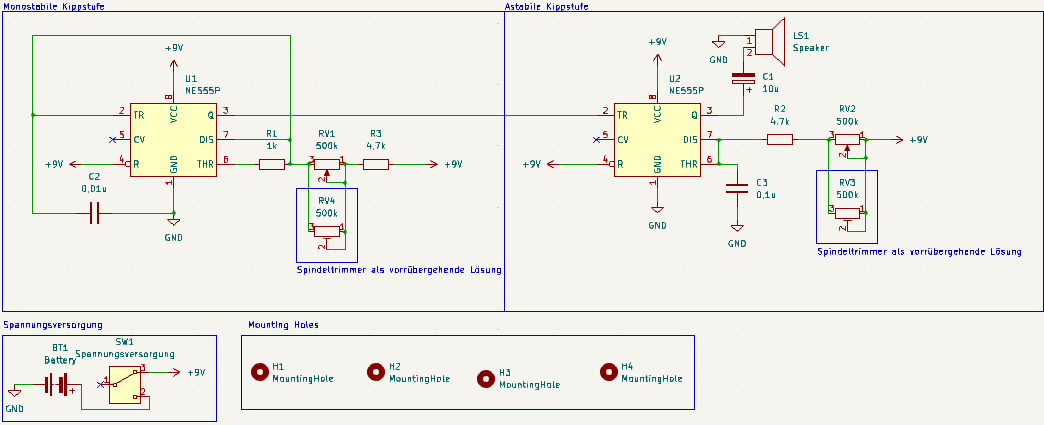 Monostabile Kippstufe
Astabile Kippstufe
+9V
U1
NE555P
8
VCC
2
TR
Q
3
5
CV
DIS
7
+9V
4
R
GND
THR
6
1
R1
1k
RV1
500k
3
1
2
R3
4,7k
+9V
C2
0,01u
GND
RV4
500k
3
1
2
Spindeltrimmer als vorrübergehende Lösung
+9V
U2
NE555P
8
VCC
2
TR
Q
3
5
CV
DIS
7
+9V
4
R
GND
THR
6
1
GND
LS1
Speaker
1
2
GND
C1
10u
+
R2
4.7k
RV2
500k
3
1
2
+9V
C3
0,1u
GND
RV3
500k
3
1
2
Spindeltrimmer als vorrübergehende Lösung
Spannungsversorgung
BT1
Battery
+
GND
SW1
Spannungsversorgung
1
3
2
+9V
Mounting Holes
H1
MountingHole
H2
MountingHole
H3
MountingHole
H4
MountingHole